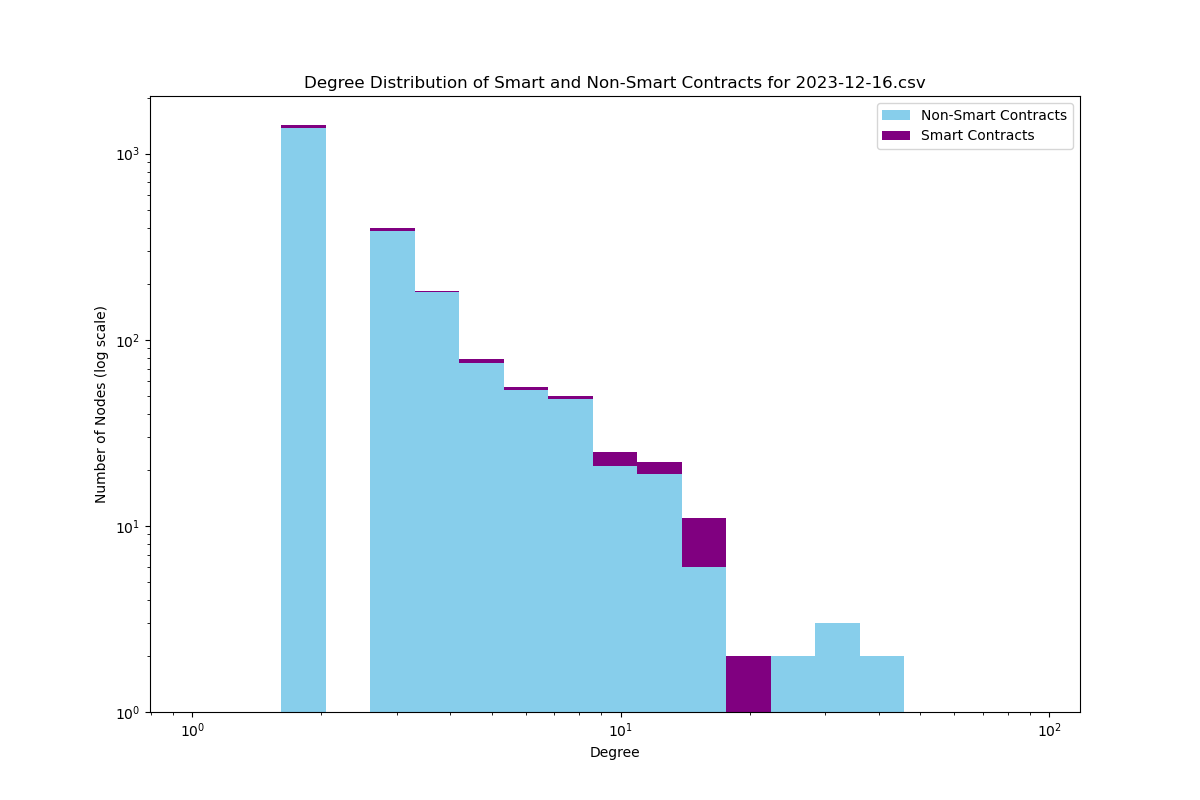 Degree Distribution of Smart and Non-Smart Contracts for 2023-12-16.csv
Non-Smart Contracts
Smart Contracts
Number of Nodes (log scale)
10³
10²
10¹
10⁰
10⁰ 10¹ 10²
Degree